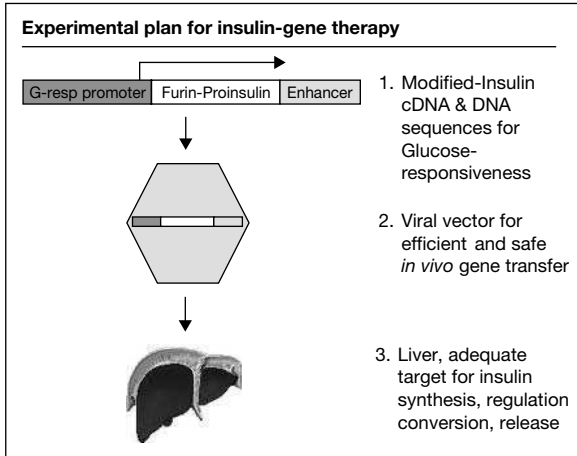 Experimental plan for insulin-gene therapy
G-resp promoter Furin-Proinsulin Enhancer
1. Modified-Insulin
cDNA & DNA
sequences for
Glucose-
responsiveness
2. Viral vector for
efficient and safe
in vivo gene transfer
3. Liver, adequate
target for insulin
synthesis, regulation
conversion, release